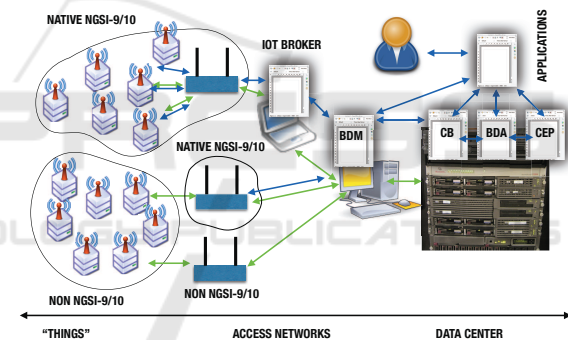 NATIVE NGSI-9/10
IOT BROKER
APPLICATIONS
BDM
CB
BDA
CEP
NATIVE NGSI-9/10
NON NGSI-9/10
NON NGSI-9/10
"THINGS"
ACCESS NETWORKS
DATA CENTER